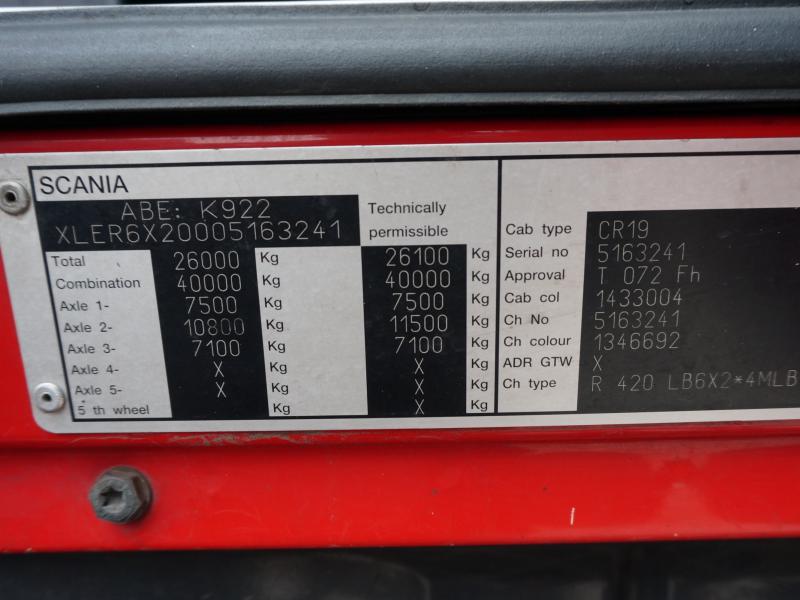 SCANIA
ABE: K922
XLER6X20005163241
Technically
permissible
Total 26000 Kg 26100 Kg
Combination 40000 Kg 40000 Kg
Axle 1- 7500 Kg 7500 Kg
Axle 2- 10800 Kg 11500 Kg
Axle 3- 7100 Kg 7100 Kg
Axle 4- X Kg X Kg
Axle 5- X Kg X Kg
5 th wheel Kg X Kg
Cab type CR19
Serial no 5163241
Approval T 072 Fh
Cab col 1433004
Ch No 5163241
Ch colour 1346692
ADR GTW X
Ch type R 420 LB6X2*4MLB